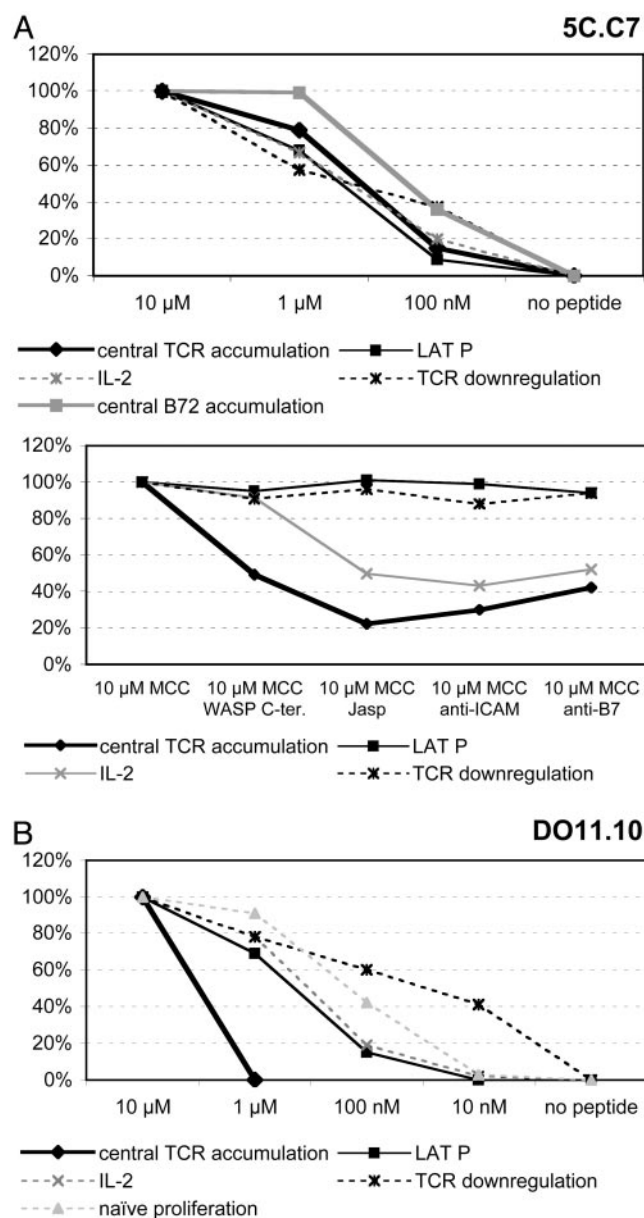 A
5C.C7
120%
100%
80%
60%
40%
20%
0%
10 µM 1 µM 100 nM no peptide
central TCR accumulation LAT P
IL-2 TCR downregulation
central B72 accumulation
120%
100%
80%
60%
40%
20%
0%
10 µM MCC 10 µM MCC 10 µM MCC 10 µM MCC 10 µM MCC
WASP C-ter. Jasp anti-ICAM anti-B7
central TCR accumulation LAT P
IL-2 TCR downregulation
B
DO11.10
120%
100%
80%
60%
40%
20%
0%
10 µM 1 µM 100 nM 10 nM no peptide
central TCR accumulation LAT P
IL-2 TCR downregulation
naïve proliferation